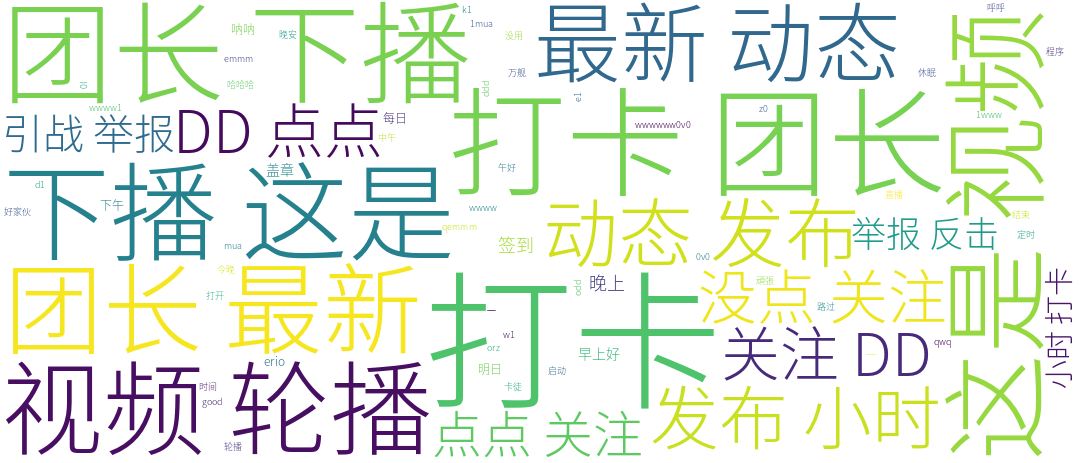 团长 下播
呐呐
晚安
k1
1mua
最新 动态
呼呼
视频
程序
没用
emmm
万舰
休眠
哈哈哈
0l
ddd
e1
z0
wwww1
引战 举报
DD 点点
每日
中午
打卡 团长
wwwwww0v0
1www
下播 这是
盖章
午好
d1
下午
好家伙
wwww
直播
结束
qemmm
动态 发布
举报 反击
定时
签到
mua
0v0
团长 最新
今晚
打开
打卡
一
odd
晚上
没点 关注
路过
这是
小时 打卡
w1
orz
早上好
关注 DD
qwq
erio
视频 轮播
时间
good
明日
启动
卡徒
发布 小时
点点 关注
轮播